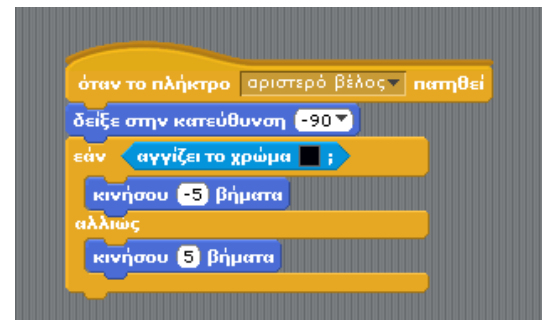 όταν το πλήκτρο αριστερό βέλος πατηθεί
δείξε στην κατεύθυνση -90
εάν αγγίζει το χρώμα ;
κινήσου -5 βήματα
αλλιώς
κινήσου 5 βήματα